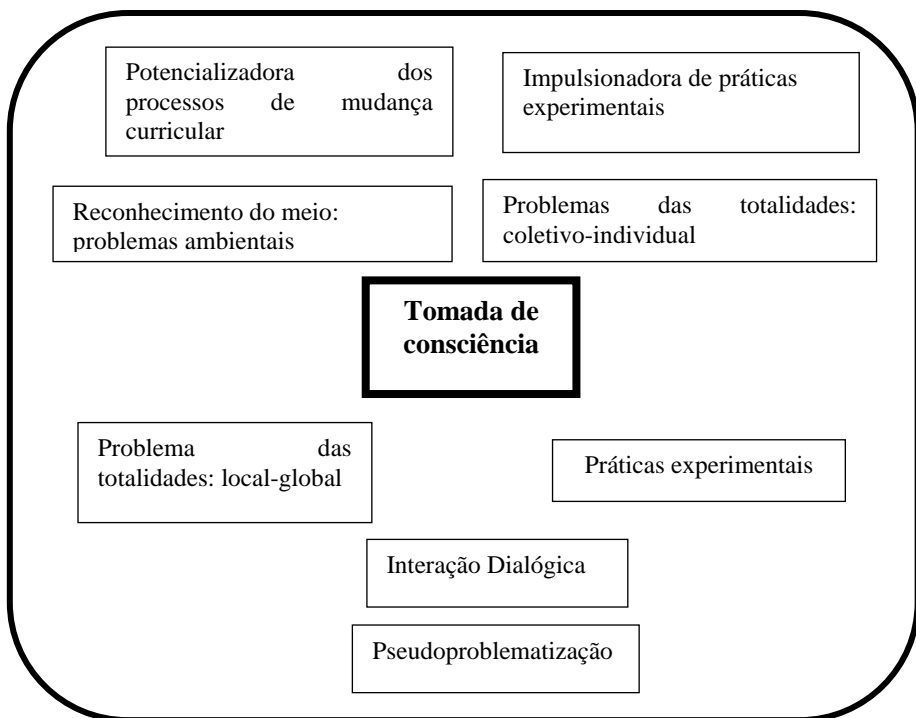 Potencializadora dos
processos de mudança
curricular
Impulsionadora de práticas
experimentais
Reconhecimento do meio:
problemas ambientais
Problemas das totalidades:
coletivo-individual
Tomada de
consciência
Problema das
totalidades: local-global
Práticas experimentais
Interação Dialógica
Pseudoproblematização